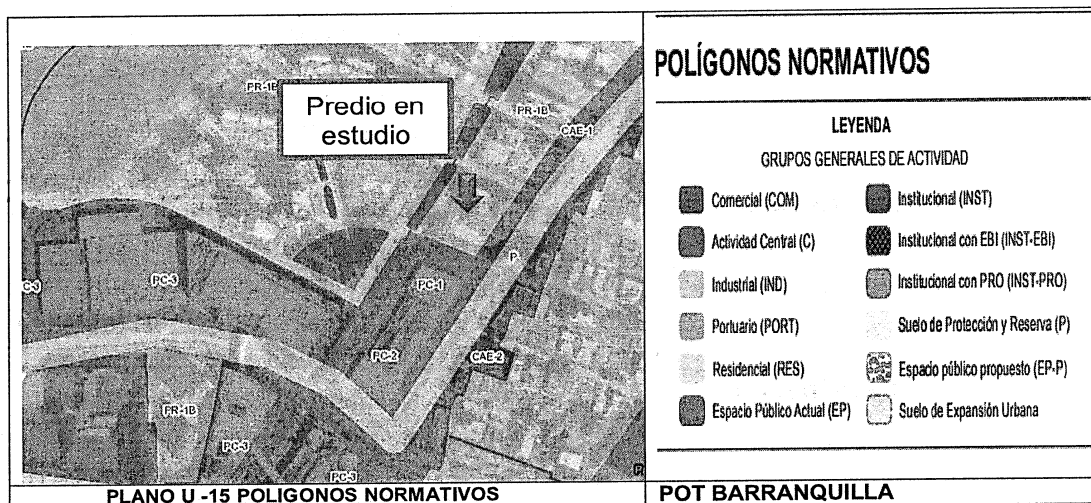 PR-1B
Predio en
estudio
PR-1B
CAE-1
P
PC-1
PC-3
PC-3
PC-2
CAE-2
PR-1B
PC-3
PC-3
PLANO U -15 POLIGONOS NORMATIVOS
POLÍGONOS NORMATIVOS
LEYENDA
GRUPOS GENERALES DE ACTIVIDAD
Comercial (COM)
Actividad Central (C)
Industrial (IND)
Portuario (PORT)
Residencial (RES)
Espacio Público Actual (EP)
Institucional (INST)
Institucional con EBI (INST-EBI)
Institucional con PRO (INST-PRO)
Suelo de Protección y Reserva (P)
Espacio público propuesto (EP-P)
Suelo de Expansión Urbana
POT BARRANQUILLA